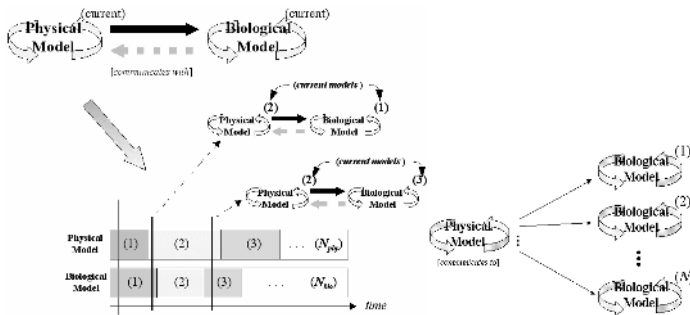 (current)
Physical
Model
(current)
Biological
Model
[communicates with]
(current models)
(2)
(1)
Physical
Model
Biological
Model
(current models)
(2)
(3)
Physical
Model
Biological
Model
Physical
Model
(1)
(2)
(3)
... (N_phy)
Biological
Model
(1)
(2)
(3)
... (N_bio)
time
Physical
Model
[communicates to]
(1)
Biological
Model
(2)
Biological
Model
(N
Biological
Model